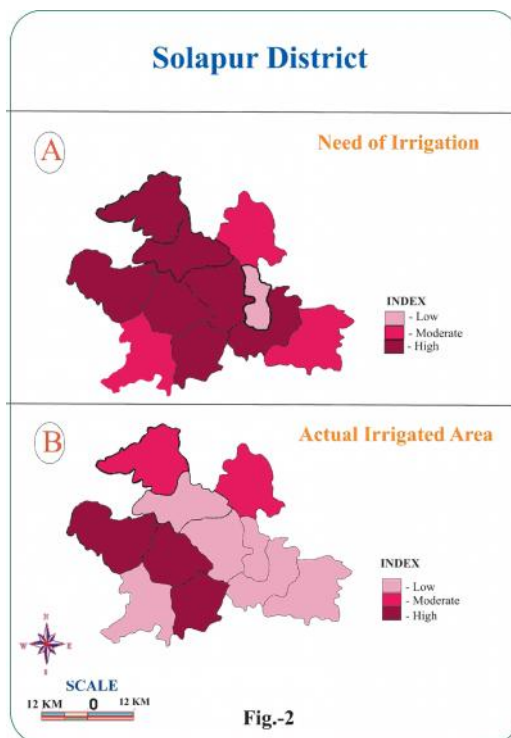 Solapur District
A
Need of Irrigation
INDEX
- Low
- Moderate
- High
B
Actual Irrigated Area
INDEX
- Low
- Moderate
- High
N
W E
S
SCALE
12 KM 0 12 KM
Fig.-2